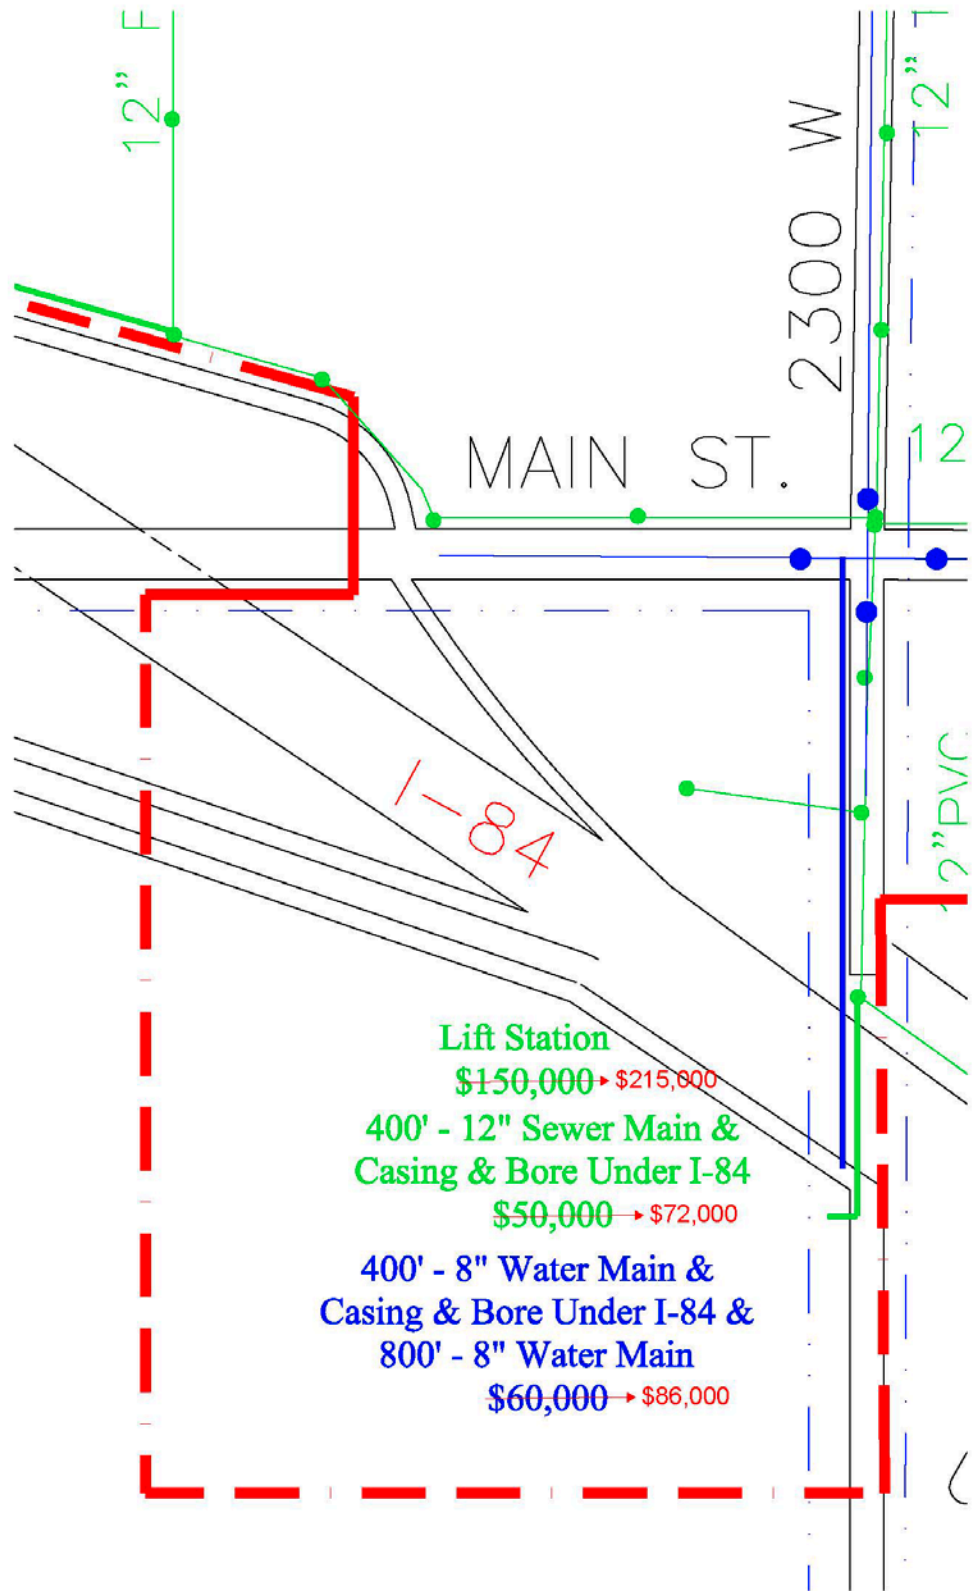 12" F
12" 
2300 W
MAIN ST.
12
I-84
2"PVC
Lift Station
$150,000 $215,000
400' - 12" Sewer Main &
Casing & Bore Under I-84
$50,000 $72,000
400' - 8" Water Main &
Casing & Bore Under I-84 &
800' - 8" Water Main
$60,000 $86,000